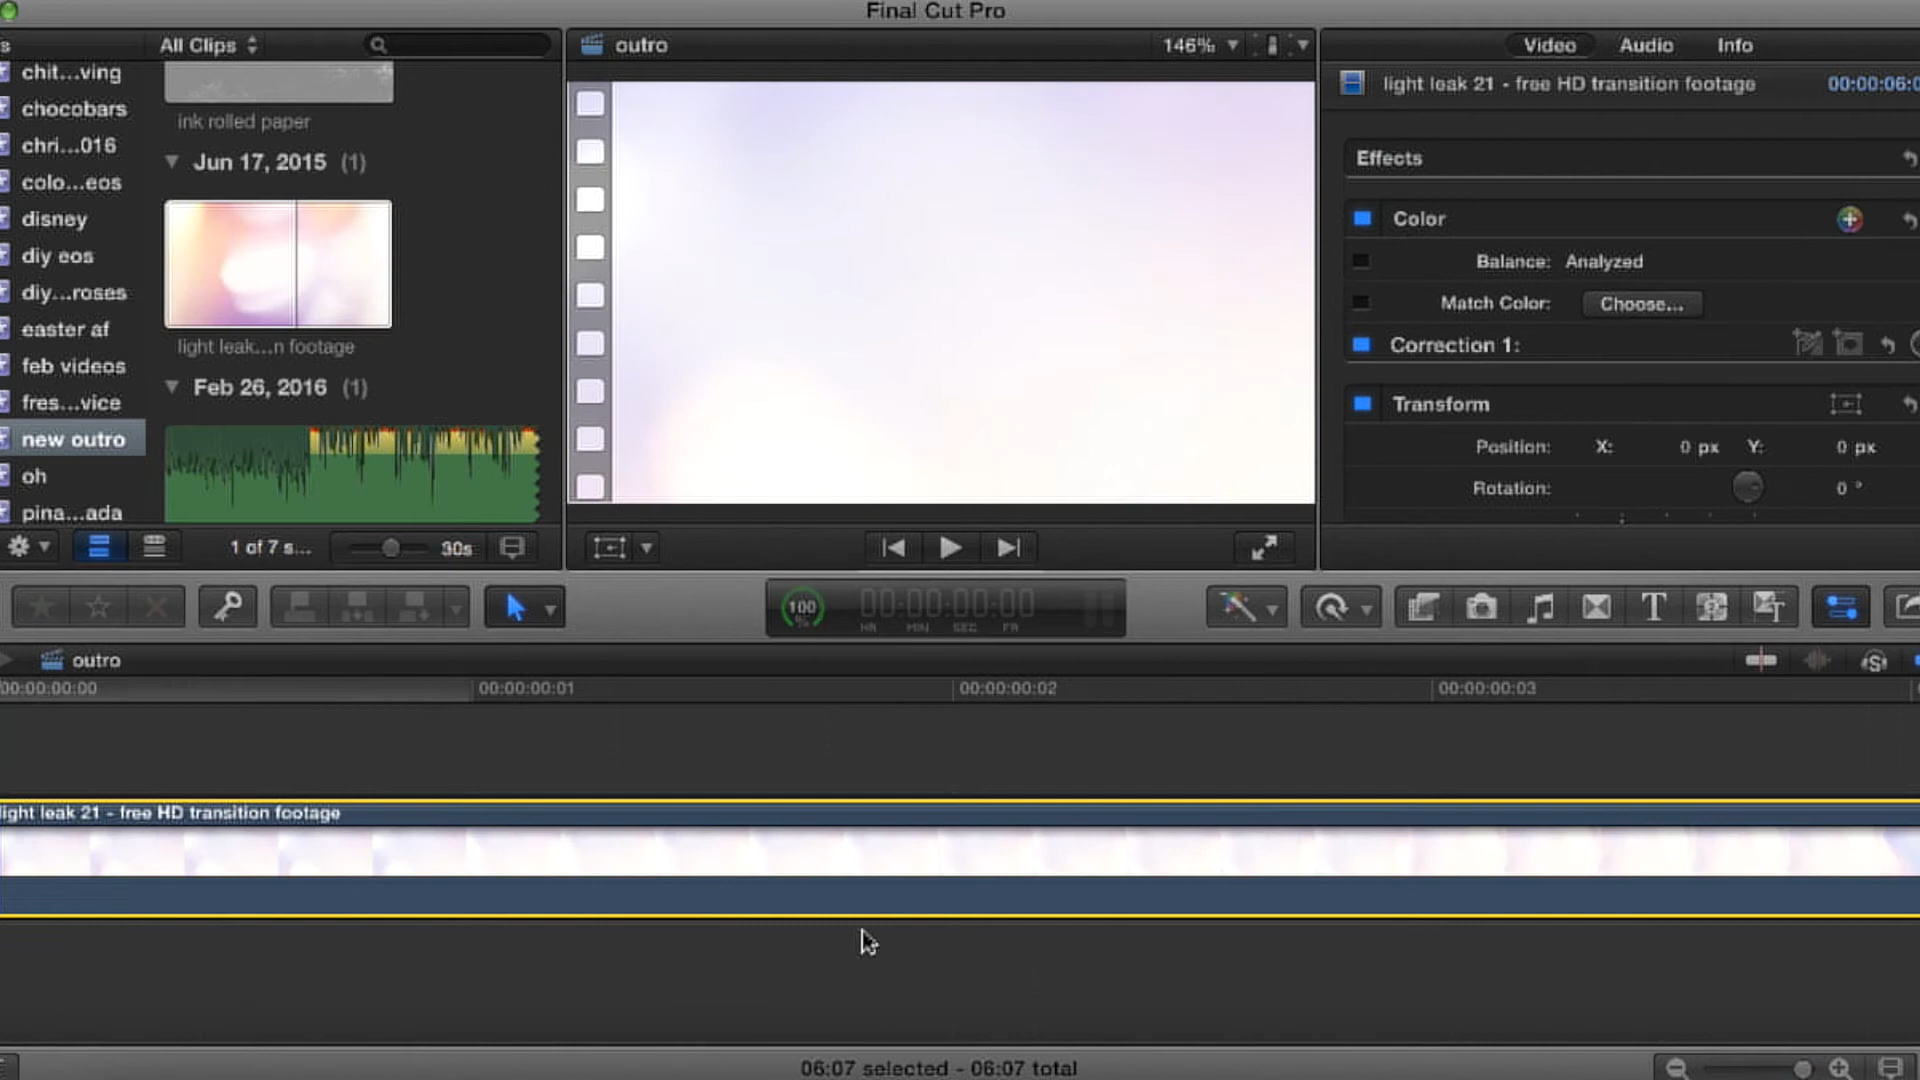 Final Cut Pro
s
All Clips
outro
146%
Video
Audio
Info
chit...ving
chocobars
chri...016
colo...eos
disney
diy eos
diy...roses
easter af
feb videos
fres...vice
new outro
oh
pina...ada
ink rolled paper
Jun 17, 2015 (1)
light leak...n footage
Feb 26, 2016 (1)
light leak 21 - free HD transition footage
00:00:06:0
Effects
Color
Balance: Analyzed
Match Color: Choose...
Correction 1:
Transform
Position: X: 0 px Y: 0 px
Rotation: 0 °
1 of 7 s...
30s
100 %
00:00:00:00
HR MIN SEC FR
outro
00:00:00:00
00:00:00:01
00:00:00:02
00:00:00:03
light leak 21 - free HD transition footage
06:07 selected - 06:07 total